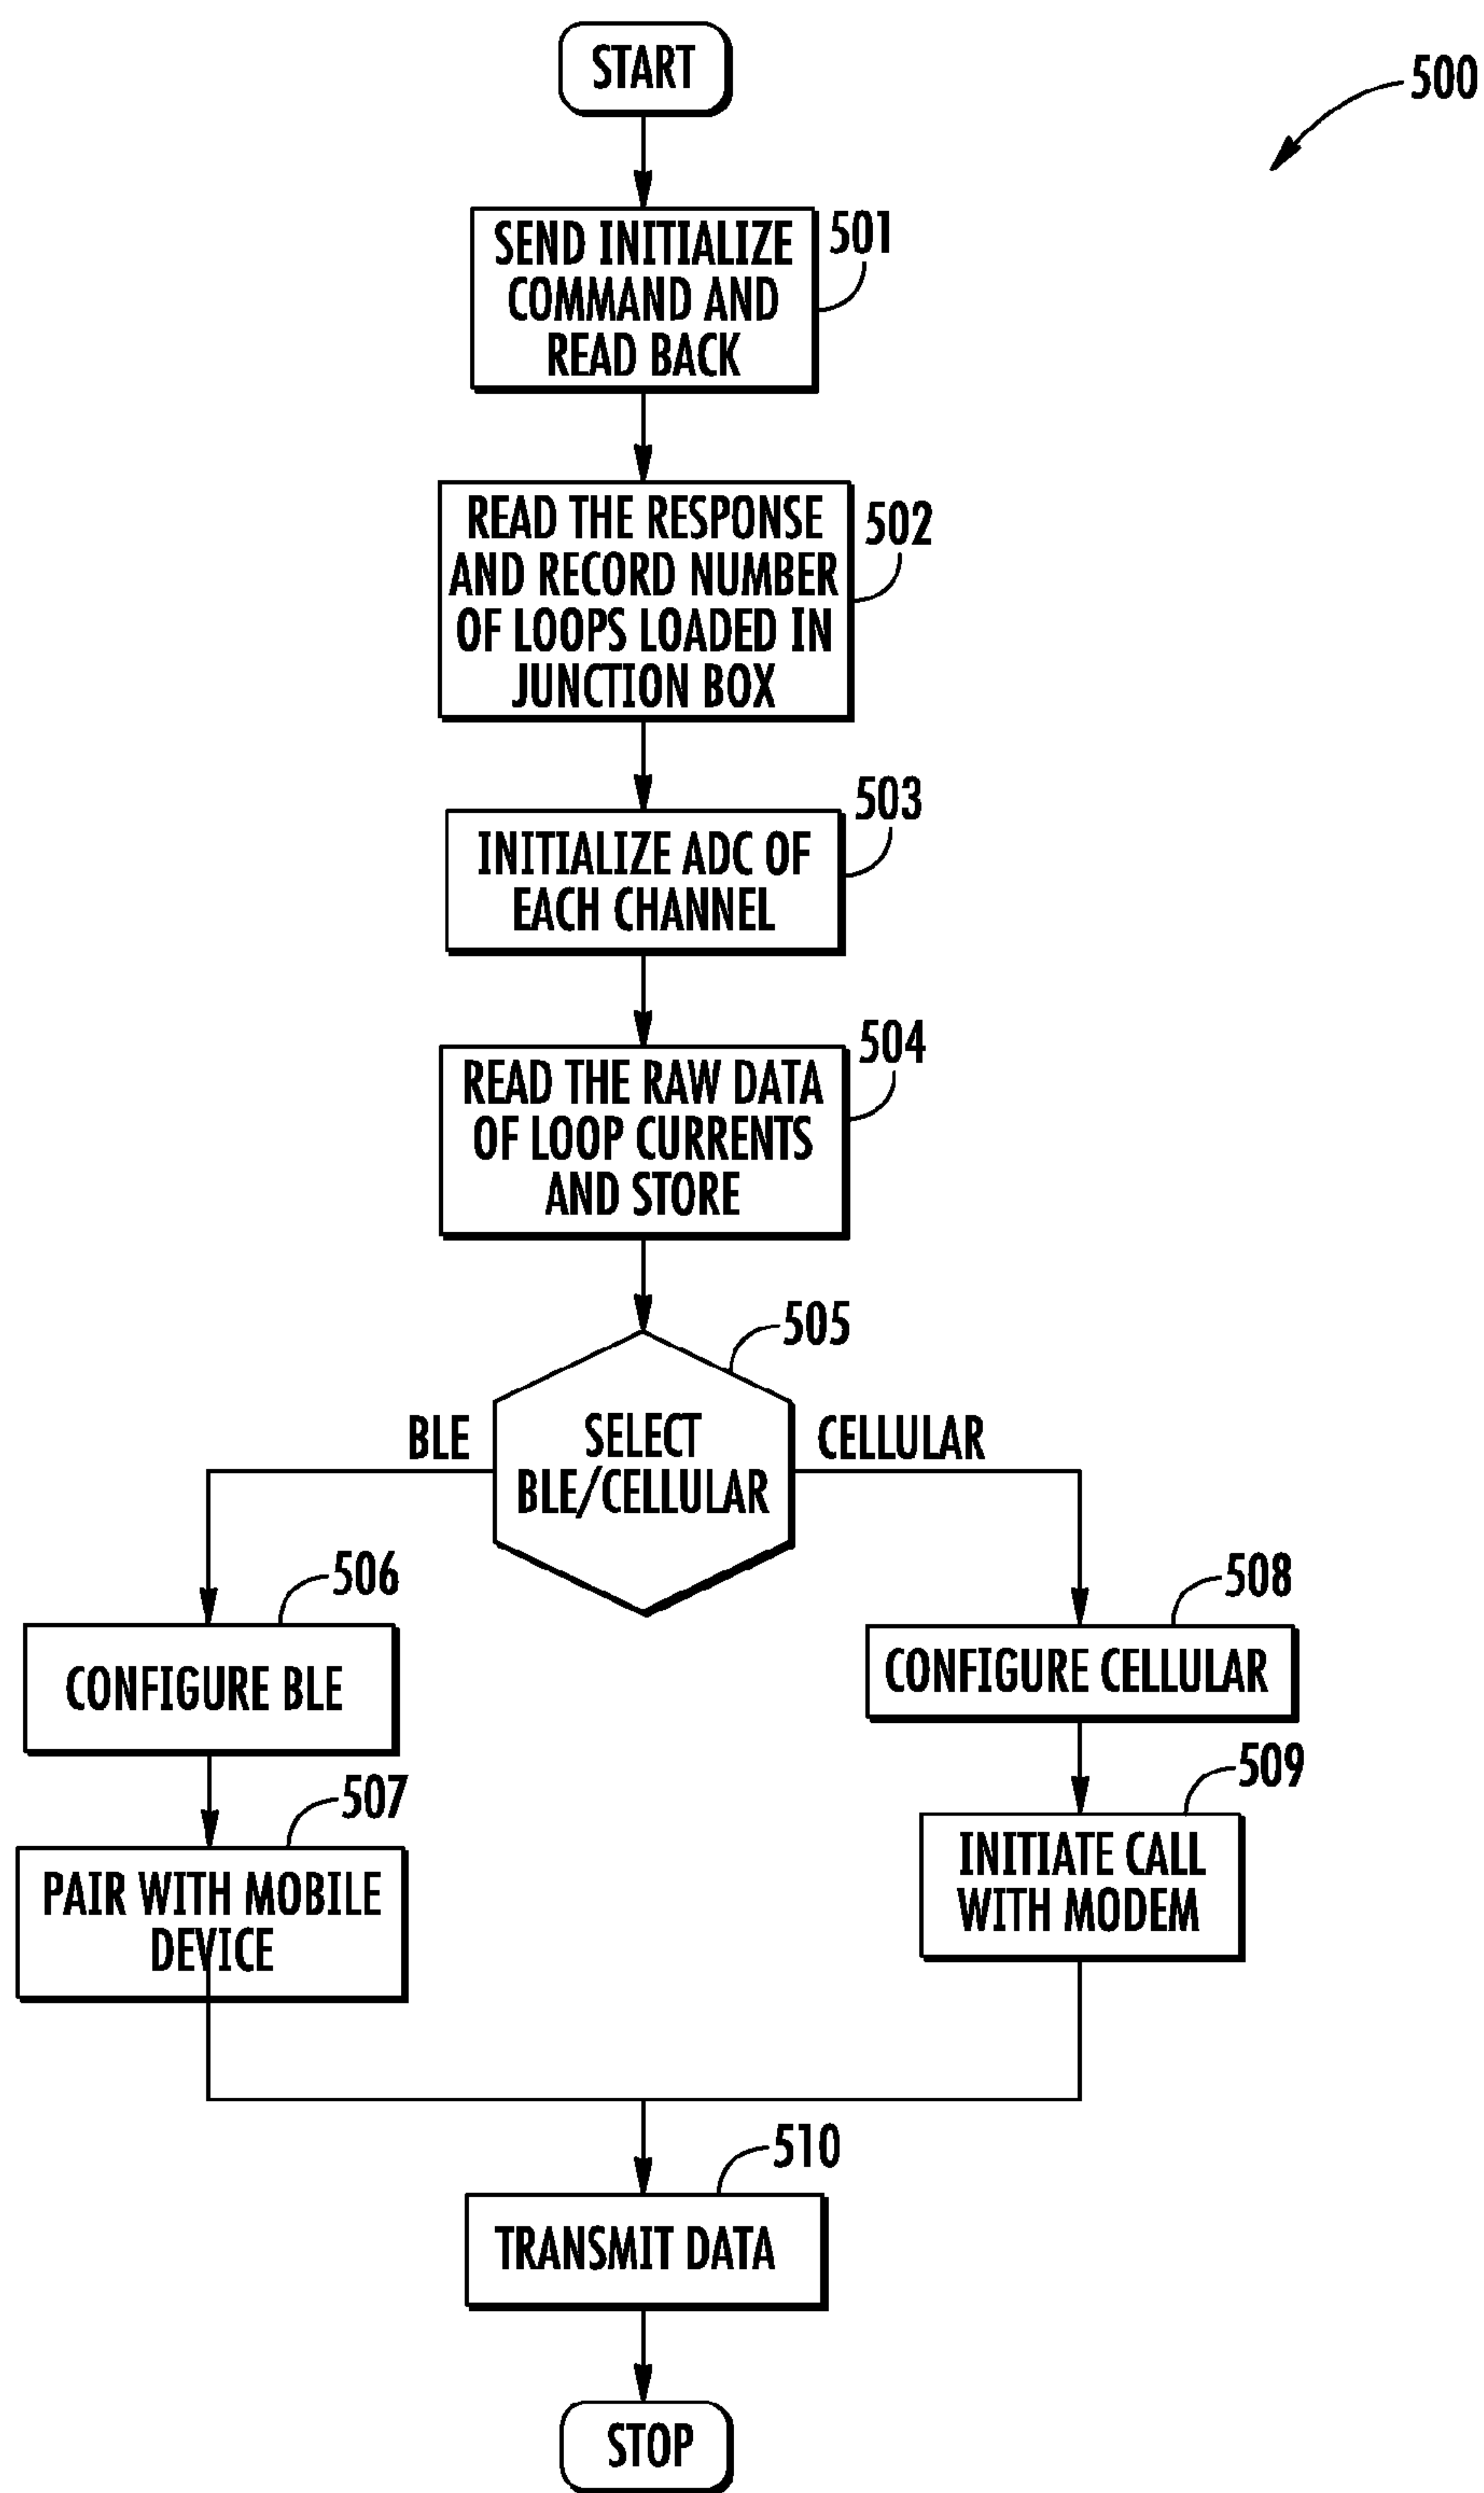 START
500
SEND INITIALIZE
COMMAND AND
READ BACK
501
READ THE RESPONSE
AND RECORD NUMBER
OF LOOPS LOADED IN
JUNCTION BOX
502
INITIALIZE ADC OF
EACH CHANNEL
503
READ THE RAW DATA
OF LOOP CURRENTS
AND STORE
504
505
SELECT
BLE/CELLULAR
BLE
CELLULAR
506
CONFIGURE BLE
508
CONFIGURE CELLULAR
507
PAIR WITH MOBILE
DEVICE
509
INITIATE CALL
WITH MODEM
510
TRANSMIT DATA
STOP